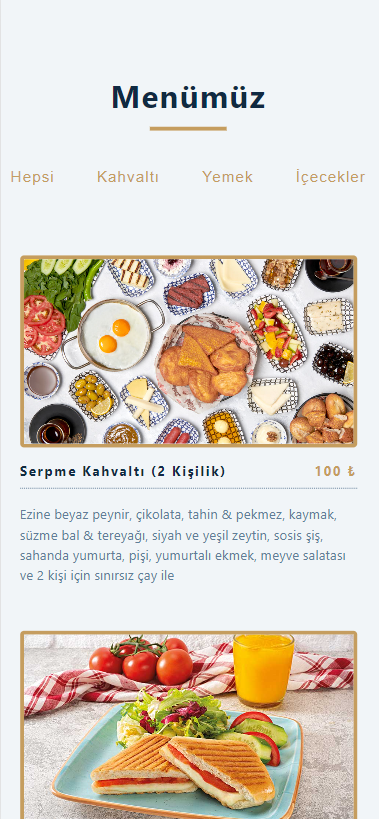 Menümüz
Hepsi Kahvaltı Yemek İçecekler
Serpme Kahvaltı (2 Kişilik) 100 ₺
Ezine beyaz peynir, çikolata, tahin & pekmez, kaymak,
süzme bal & tereyağı, siyah ve yeşil zeytin, sosis şiş,
sahanda yumurta, pişi, yumurtalı ekmek, meyve salatası
ve 2 kişi için sınırsız çay ile